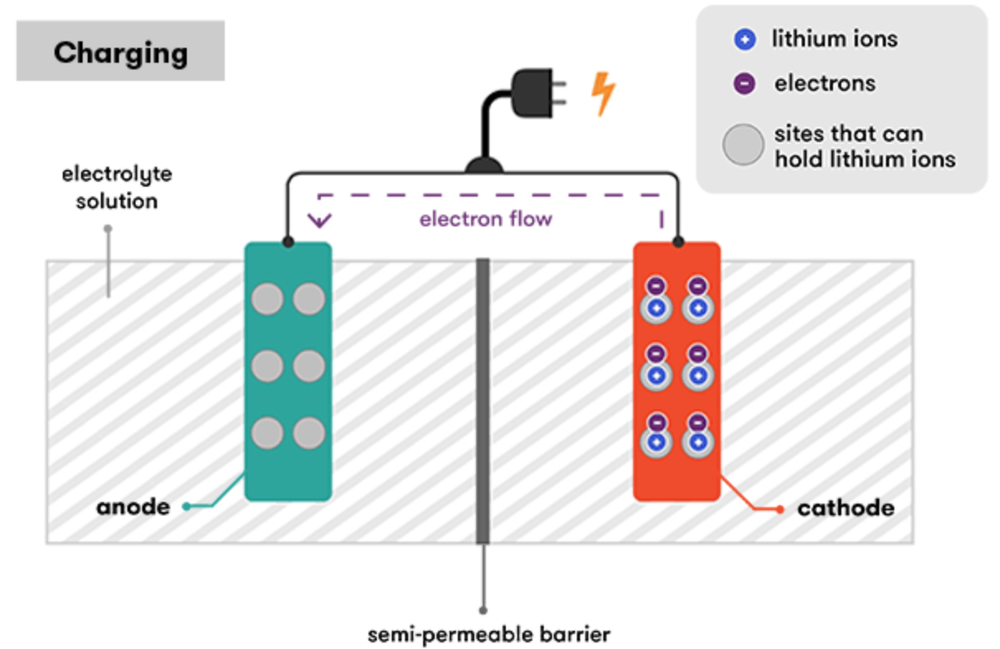 Charging
lithium ions
electrons
sites that can
hold lithium ions
electrolyte
solution
electron flow
anode
cathode
semi-permeable barrier